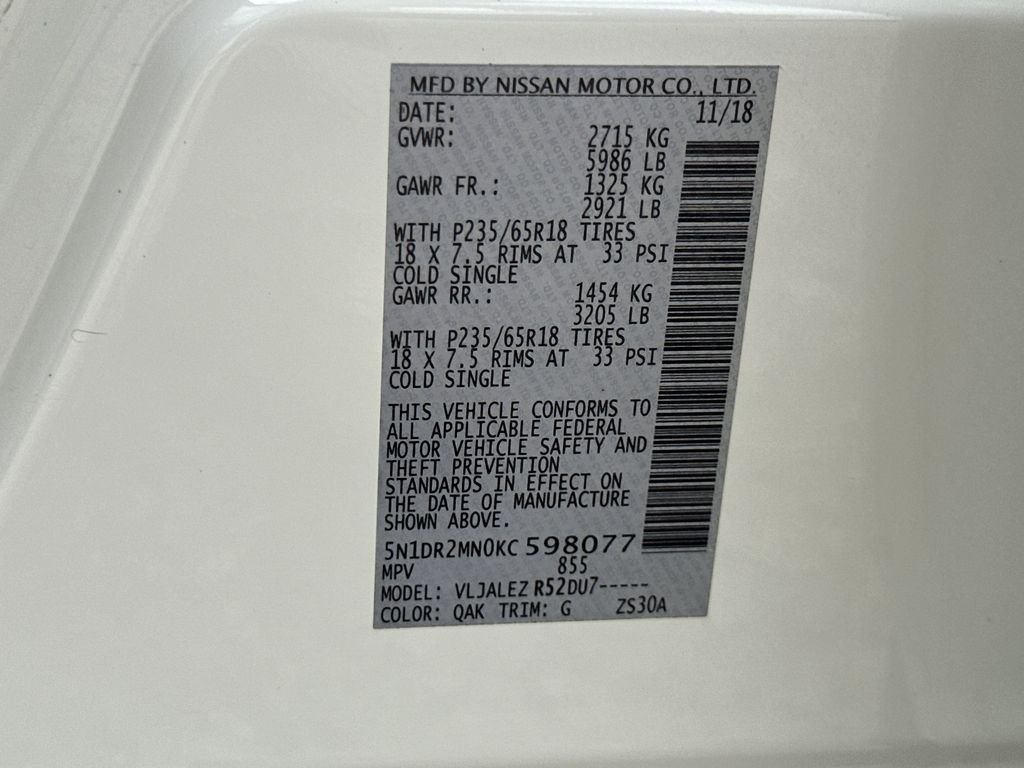 MFD BY NISSAN MOTOR CO., LTD.
DATE: 11/18
GVWR: 2715 KG
5986 LB
GAWR FR.: 1325 KG
2921 LB
WITH P235/65R18 TIRES
18 X 7.5 RIMS AT 33 PSI
COLD SINGLE
GAWR RR.: 1454 KG
3205 LB
WITH P235/65R18 TIRES
18 X 7.5 RIMS AT 33 PSI
COLD SINGLE
THIS VEHICLE CONFORMS TO
ALL APPLICABLE FEDERAL
MOTOR VEHICLE SAFETY AND
THEFT PREVENTION
STANDARDS IN EFFECT ON
THE DATE OF MANUFACTURE
SHOWN ABOVE.
5N1DR2MN0KC598077
MPV 855
MODEL: VLJALEZ R52DU7-----
COLOR: QAK TRIM: G ZS30A